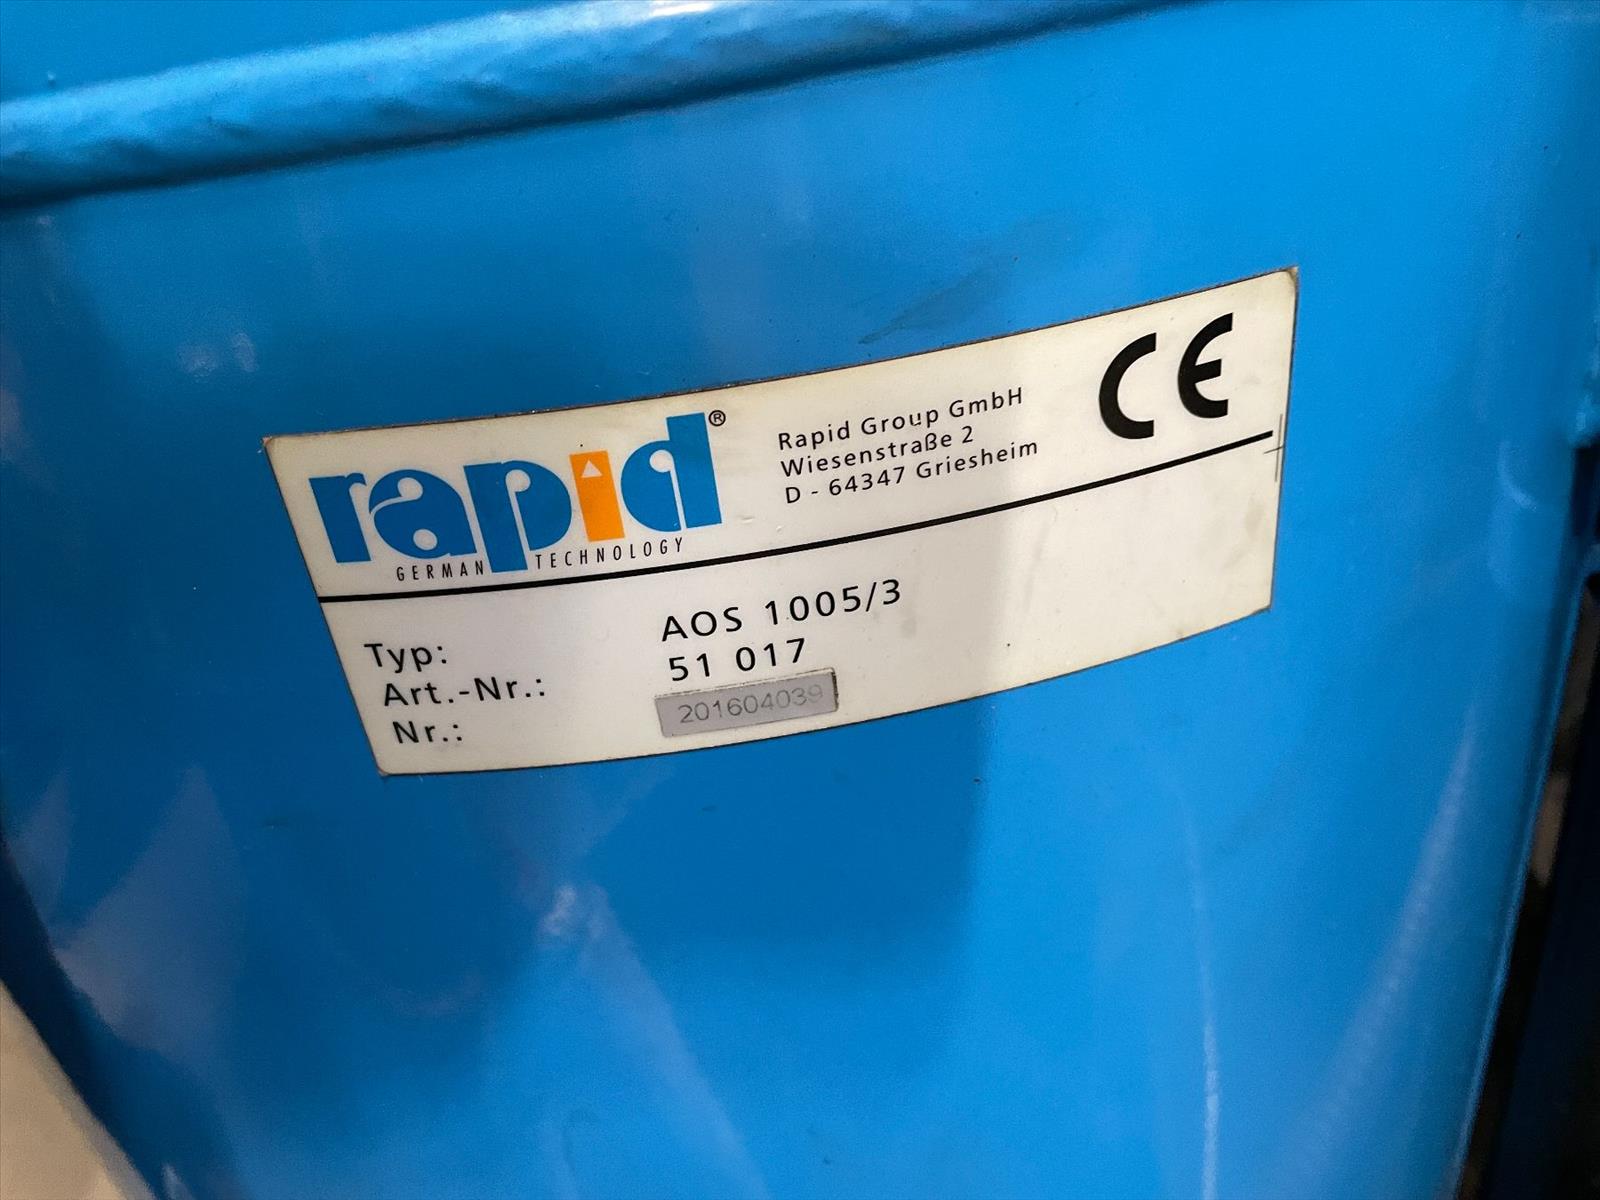 rapid®
GERMAN TECHNOLOGY
Rapid Group GmbH
Wiesenstraße 2
D - 64347 Griesheim
CE
Typ: AOS 1005/3
Art.-Nr.: 51 017
Nr.: 201604039